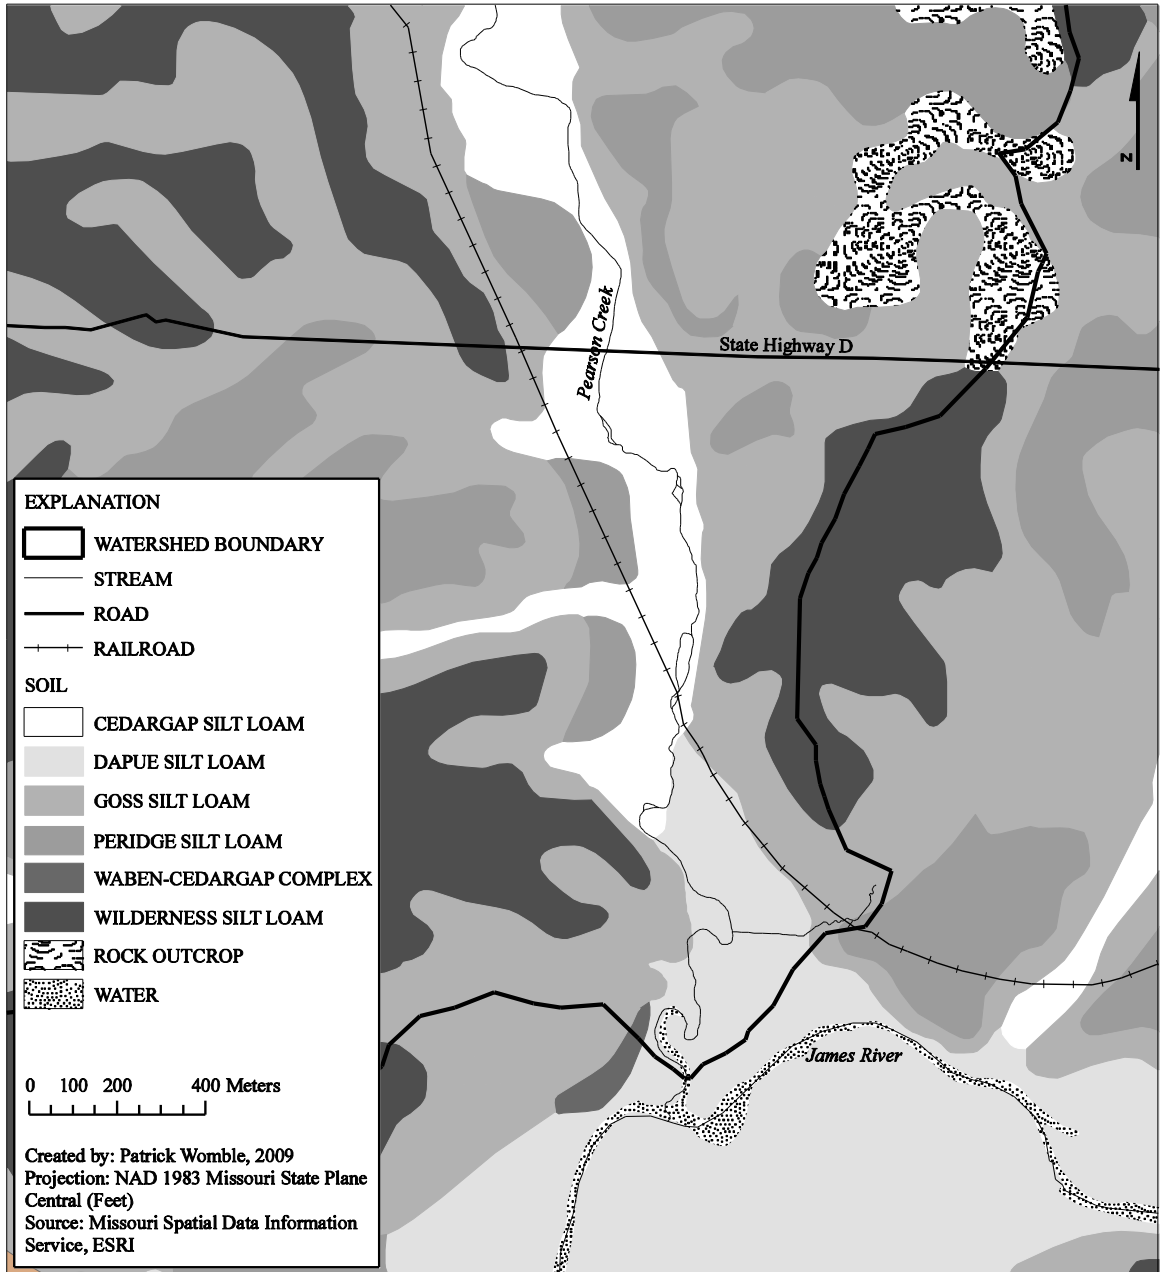 N
State Highway D
Pearson Creek
James River
EXPLANATION
WATERSHED BOUNDARY
STREAM
ROAD
RAILROAD
SOIL
CEDARGAP SILT LOAM
DAPUE SILT LOAM
GOSS SILT LOAM
PERIDGE SILT LOAM
WABEN-CEDARGAP COMPLEX
WILDERNESS SILT LOAM
ROCK OUTCROP
WATER
0 100 200 400 Meters
Created by: Patrick Womble, 2009
Projection: NAD 1983 Missouri State Plane
Central (Feet)
Source: Missouri Spatial Data Information
Service, ESRI